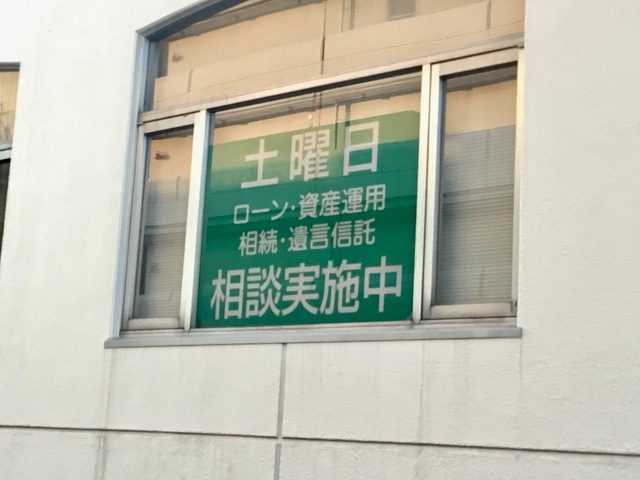 土曜日
ローン・資産運用
相続・遺言信託
相談実施中